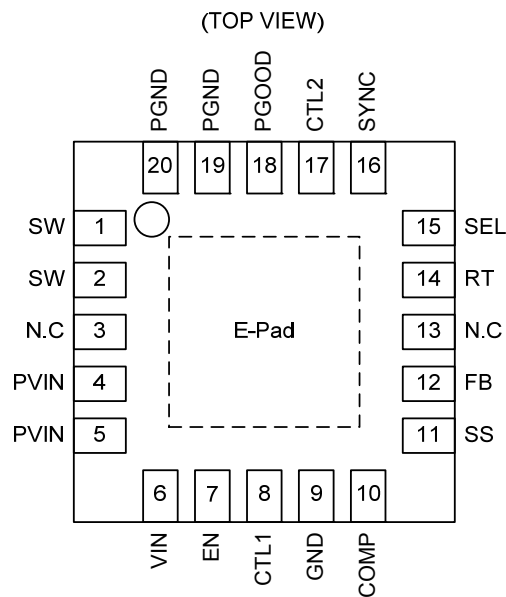 (TOP VIEW)
PGND PGND PGOOD CTL2 SYNC
20 19 18 17 16
SW 1 15 SEL
SW 2 14 RT
N.C 3 E-Pad 13 N.C
PVIN 4 12 FB
PVIN 5 11 SS
6 7 8 9 10
VIN EN CTL1 GND COMP